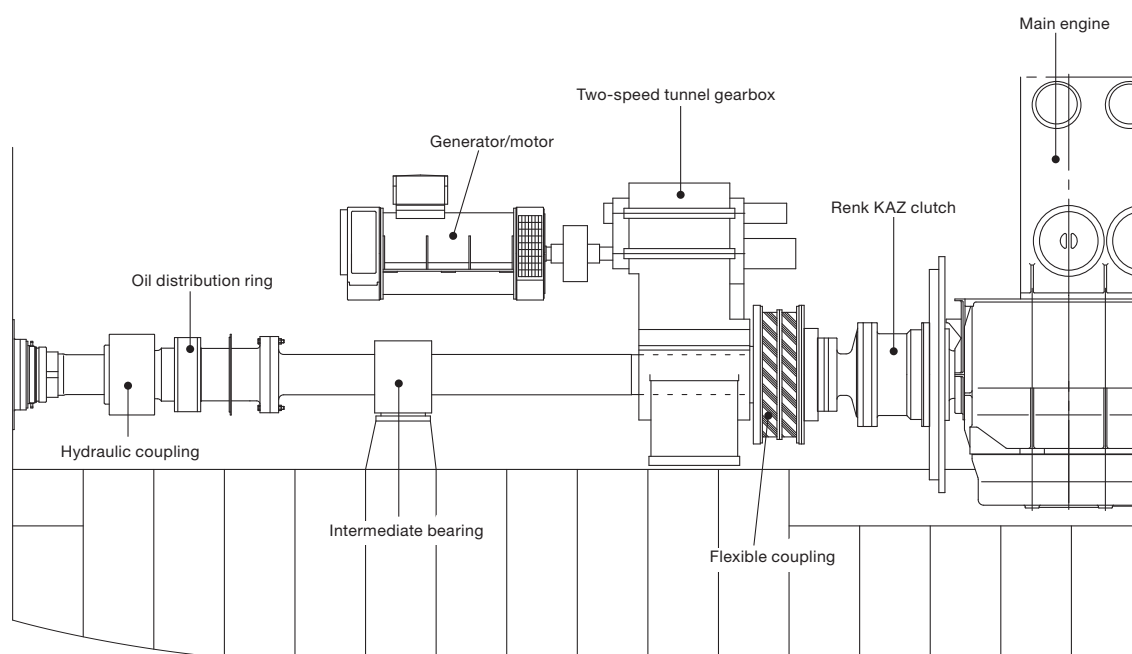 Main engine
Two-speed tunnel gearbox
Generator/motor
Renk KAZ clutch
Oil distribution ring
Hydraulic coupling
Intermediate bearing
Flexible coupling